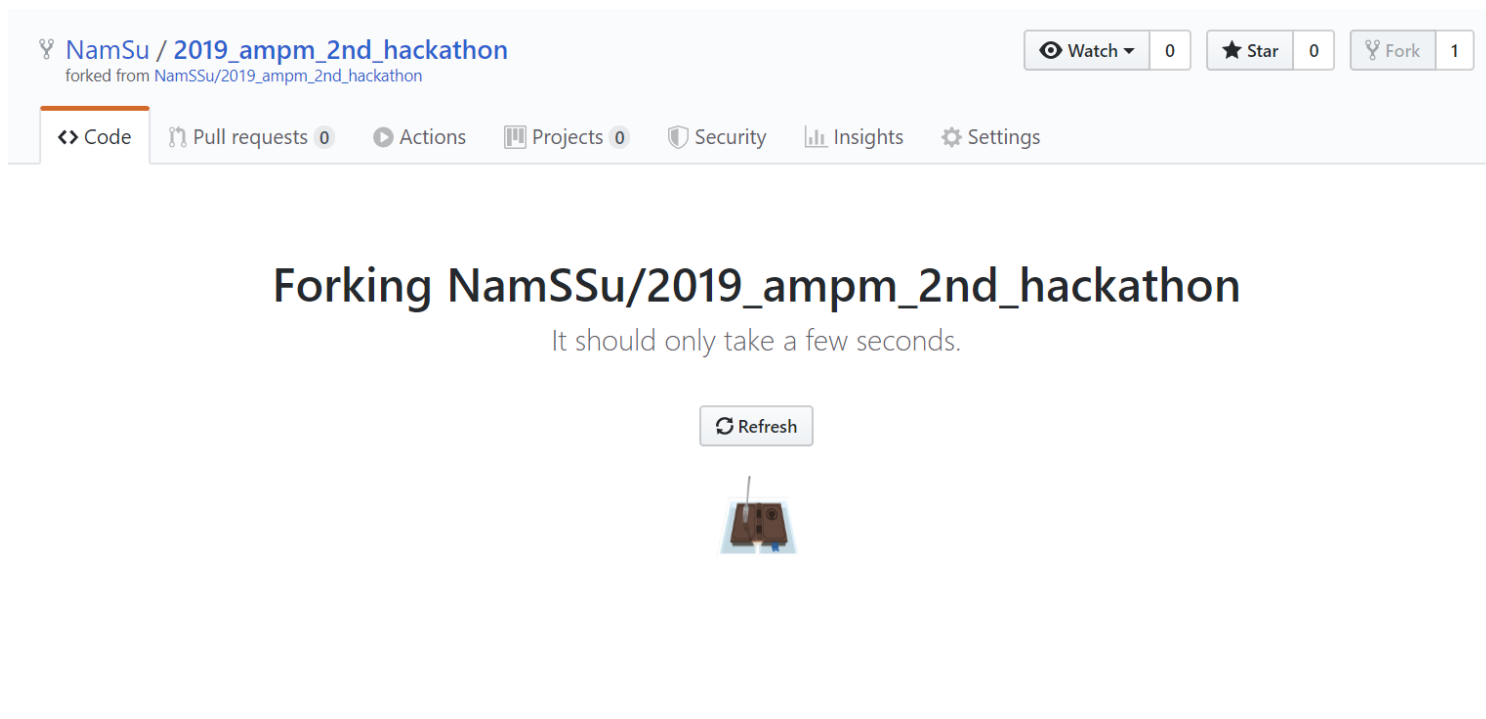 NamSu / 2019_ampm_2nd_hackathon
forked from NamSSu/2019_ampm_2nd_hackathon
Watch 0 Star 0 Fork 1
Code Pull requests 0 Actions Projects 0 Security Insights Settings
Forking NamSSu/2019_ampm_2nd_hackathon
It should only take a few seconds.
Refresh